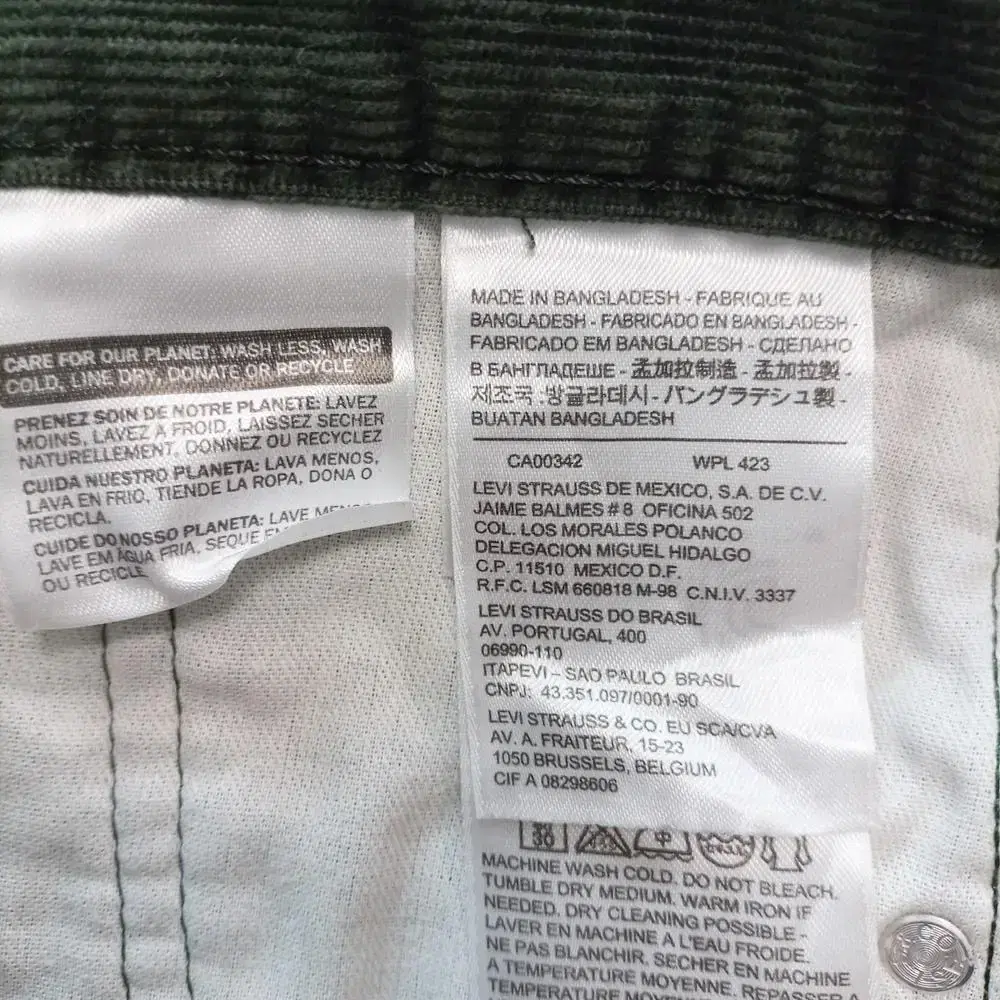 CARE FOR OUR PLANET: WASH LESS, WASH
COLD, LINE DRY, DONATE OR RECYCLE
PRENEZ SOIN DE NOTRE PLANETE: LAVEZ
MOINS, LAVEZ A FROID, LAISSEZ SECHER
NATURELLEMENT, DONNEZ OU RECYCLEZ
CUIDA NUESTRO PLANETA: LAVA MENOS,
LAVA EN FRIO, TIENDE LA ROPA, DONA O
RECICLA.
CUIDE DO NOSSO PLANETA: LAVE
LAVE EM ÁGUA FRIA, SEQUE
OU RECICLE
MADE IN BANGLADESH - FABRIQUE AU
BANGLADESH - FABRICADO EN BANGLADESH -
FABRICADO EM BANGLADESH - СДЕЛАНО
В БАНГЛАДЕШЕ - 孟加拉制造 - 孟加拉製 -
제조국 :방글라데시 - バングラデシュ製 -
BUATAN BANGLADESH
CA00342 WPL 423
LEVI STRAUSS DE MEXICO, S.A. DE C.V.
JAIME BALMES # 8 OFICINA 502
COL. LOS MORALES POLANCO
DELEGACION MIGUEL HIDALGO
C.P. 11510 MEXICO D.F.
R.F.C. LSM 660818 M-98 C.N.I.V. 3337
LEVI STRAUSS DO BRASIL
AV. PORTUGAL, 400
06990-110
ITAPEVI – SAO PAULO BRASIL
CNPJ: 43.351.097/0001-90
LEVI STRAUSS & CO. EU SCA/CVA
AV. A. FRAITEUR, 15-23
1050 BRUSSELS, BELGIUM
CIF A 08298606
30
MACHINE WASH COLD. DO NOT BLEACH.
TUMBLE DRY MEDIUM. WARM IRON IF
NEEDED. DRY CLEANING POSSIBLE -
LAVER EN MACHINE A L'EAU FROIDE.
NE PAS BLANCHIR. SECHER EN MACHINE
A TEMPERATURE MOYENNE. REPASSER